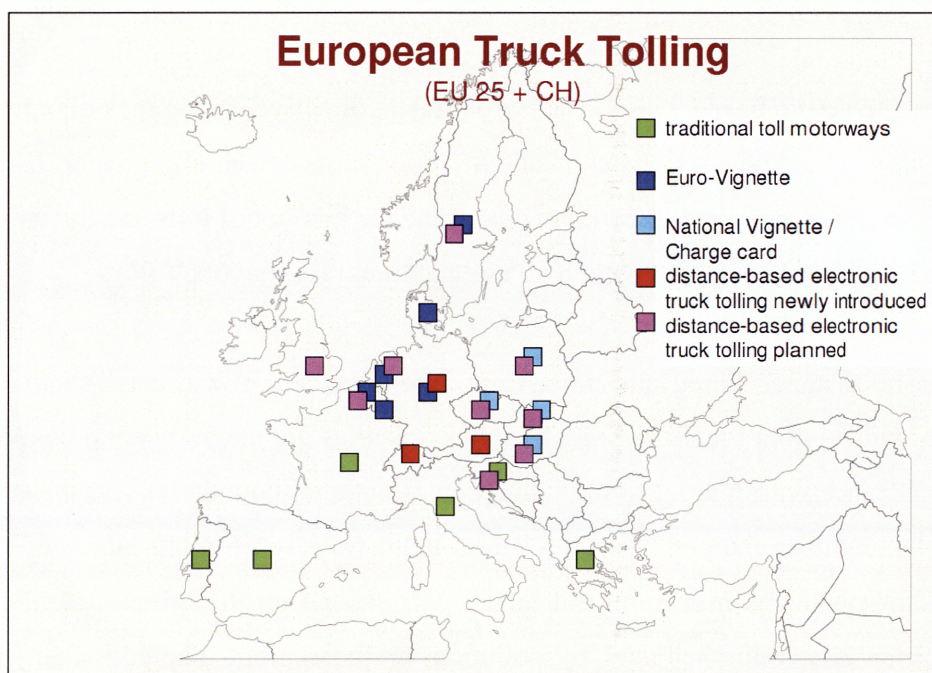 European Truck Tolling
(EU 25 + CH)
traditional toll motorways
Euro-Vignette
National Vignette /
Charge card
distance-based electronic
truck tolling newly introduced
distance-based electronic
truck tolling planned